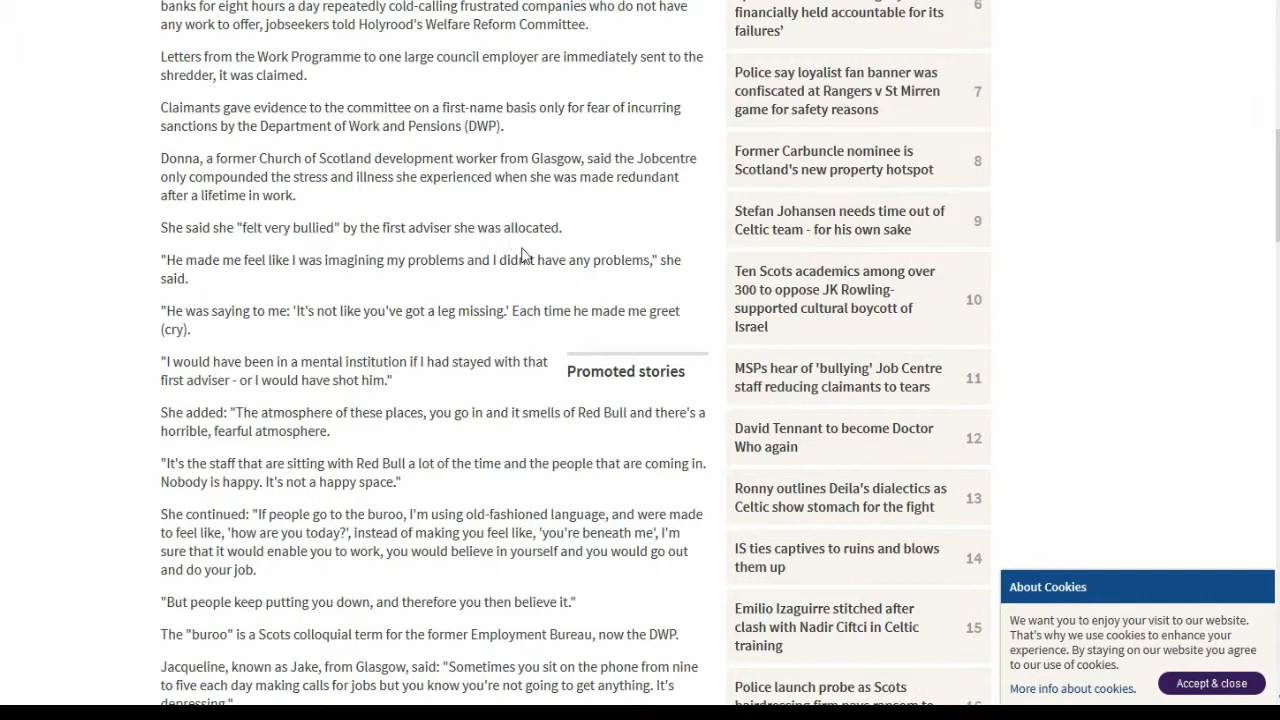 banks for eight hours a day repeatedly cold-calling frustrated companies who do not have
any work to offer, jobseekers told Holyrood's Welfare Reform Committee.
Letters from the Work Programme to one large council employer are immediately sent to the
shredder, it was claimed.
Claimants gave evidence to the committee on a first-name basis only for fear of incurring
sanctions by the Department of Work and Pensions (DWP).
Donna, a former Church of Scotland development worker from Glasgow, said the Jobcentre
only compounded the stress and illness she experienced when she was made redundant
after a lifetime in work.
She said she "felt very bullied" by the first adviser she was allocated.
"He made me feel like I was imagining my problems and I didn't have any problems," she
said.
"He was saying to me: 'It's not like you've got a leg missing.' Each time he made me greet
(cry).
"I would have been in a mental institution if I had stayed with that
first adviser - or I would have shot him."
Promoted stories
She added: "The atmosphere of these places, you go in and it smells of Red Bull and there's a
horrible, fearful atmosphere.
"It's the staff that are sitting with Red Bull a lot of the time and the people that are coming in.
Nobody is happy. It's not a happy space."
She continued: "If people go to the buroo, I'm using old-fashioned language, and were made
to feel like, 'how are you today?', instead of making you feel like, 'you're beneath me', I'm
sure that it would enable you to work, you would believe in yourself and you would go out
and do your job.
"But people keep putting you down, and therefore you then believe it."
The "buroo" is a Scots colloquial term for the former Employment Bureau, now the DWP.
Jacqueline, known as Jake, from Glasgow, said: "Sometimes you sit on the phone from nine
to five each day making calls for jobs but you know you're not going to get anything. It's
depressing."
financially held accountable for its
failures’
6
Police say loyalist fan banner was
confiscated at Rangers v St Mirren
game for safety reasons
7
Former Carbuncle nominee is
Scotland's new property hotspot
8
Stefan Johansen needs time out of
Celtic team - for his own sake
9
Ten Scots academics among over
300 to oppose JK Rowling-
supported cultural boycott of
Israel
10
MSPs hear of 'bullying' Job Centre
staff reducing claimants to tears
11
David Tennant to become Doctor
Who again
12
Ronny outlines Deila's dialectics as
Celtic show stomach for the fight
13
IS ties captives to ruins and blows
them up
14
Emilio Izaguirre stitched after
clash with Nadir Ciftci in Celtic
training
15
Police launch probe as Scots
hairdressing firm pays ransom to
About Cookies
We want you to enjoy your visit to our website.
That's why we use cookies to enhance your
experience. By staying on our website you agree
to our use of cookies.
More info about cookies.
Accept & close